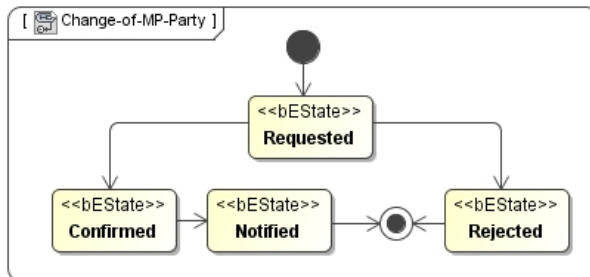 [ Change-of-MP-Party ]
<<bEState>>
Requested
<<bEState>>
Confirmed
<<bEState>>
Notified
<<bEState>>
Rejected